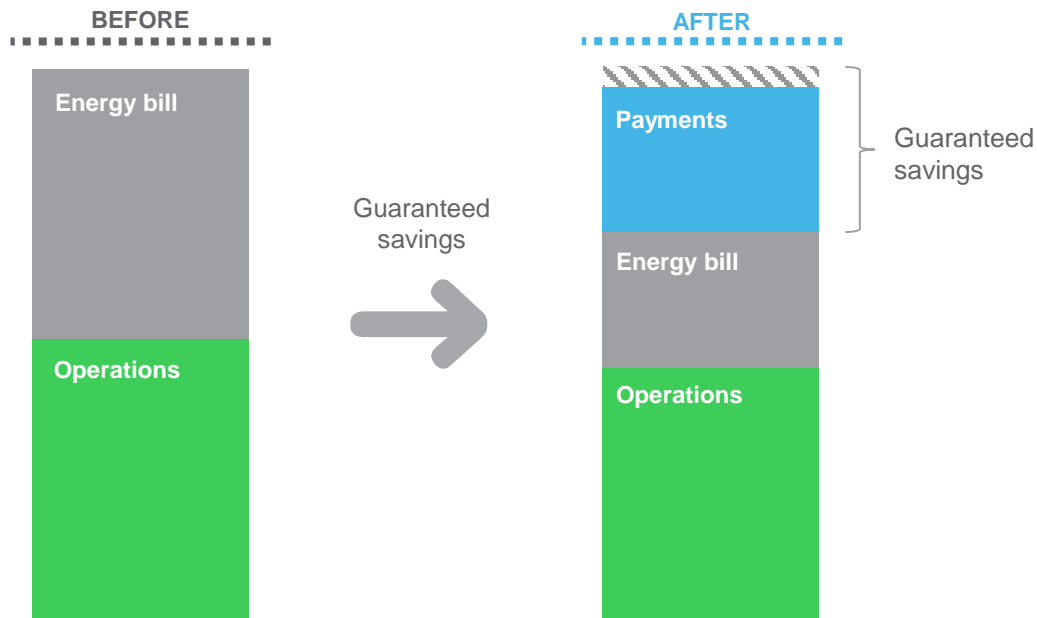 BEFORE
Energy bill
Operations
Guaranteed
savings
AFTER
Payments
Energy bill
Operations
Guaranteed
savings